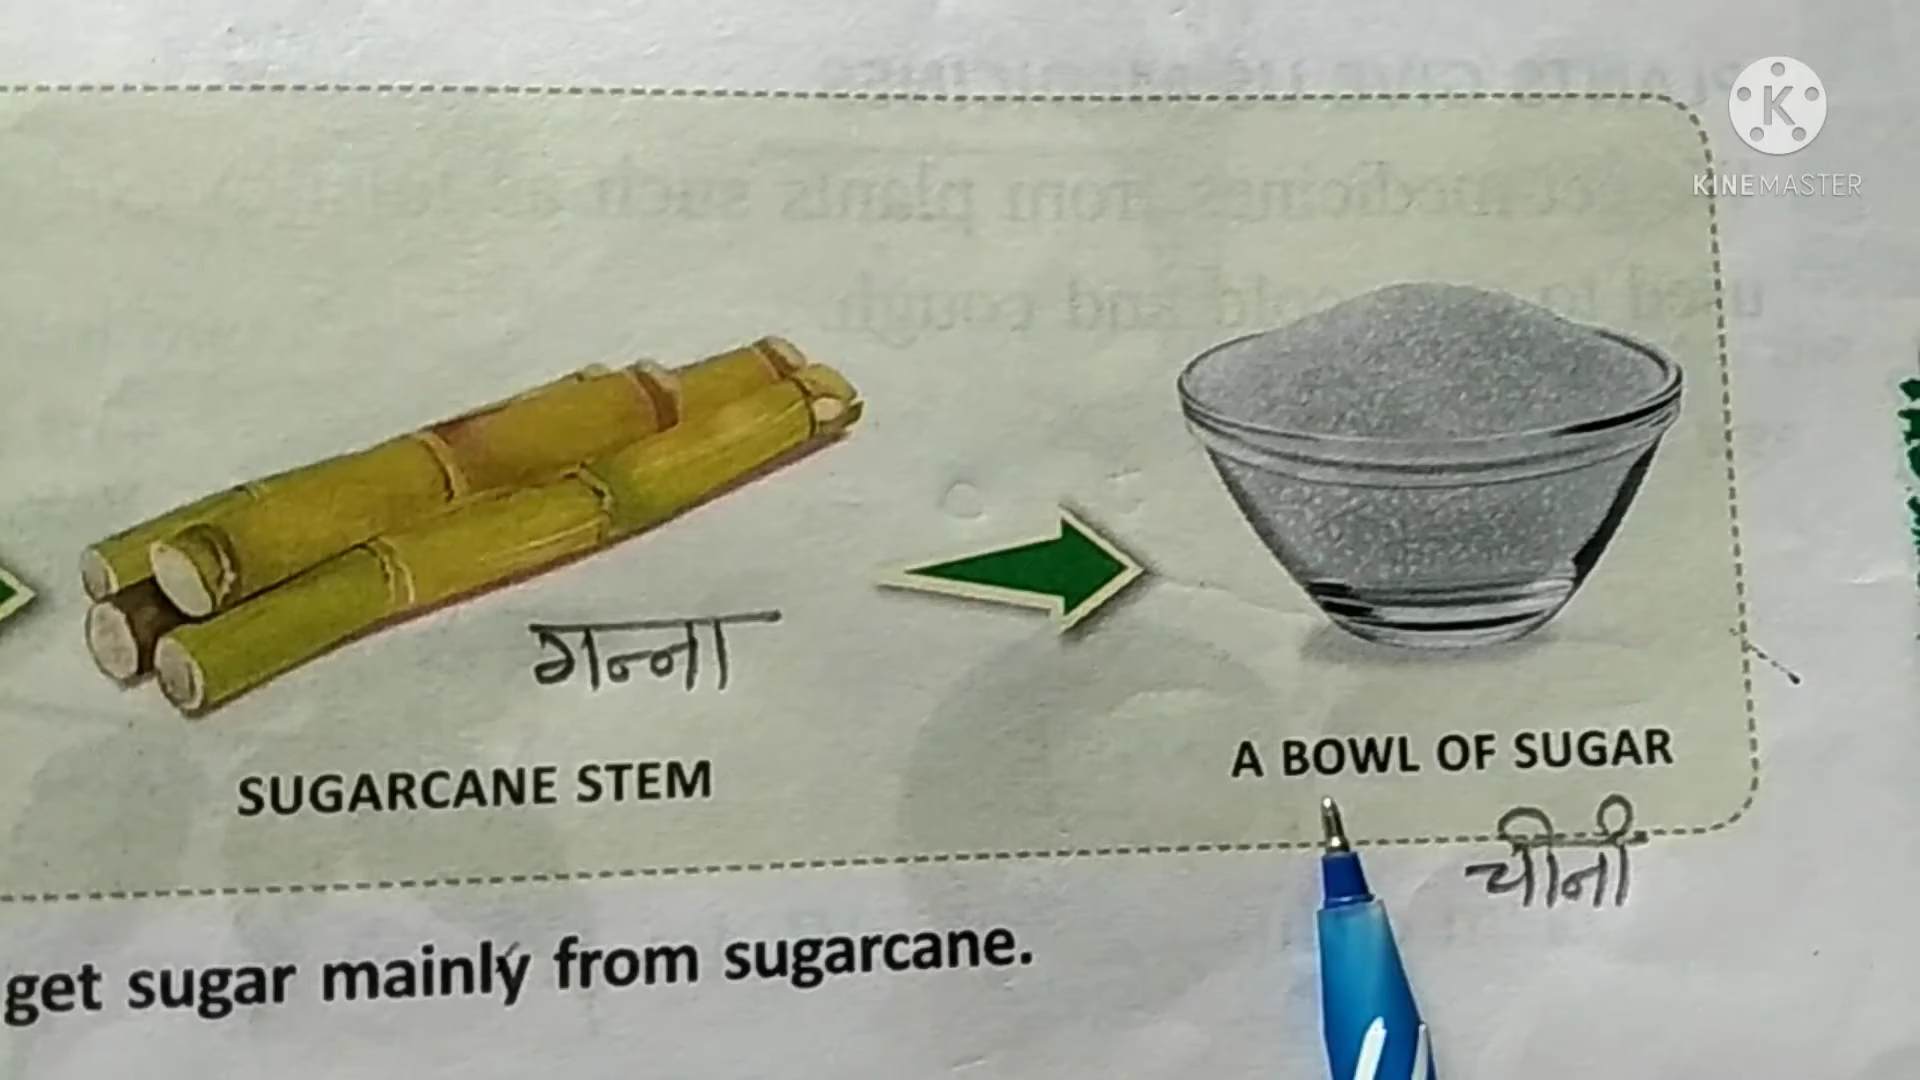 KINEMASTER
गन्ना
SUGARCANE STEM
A BOWL OF SUGAR
चीनी
get sugar mainly from sugarcane.